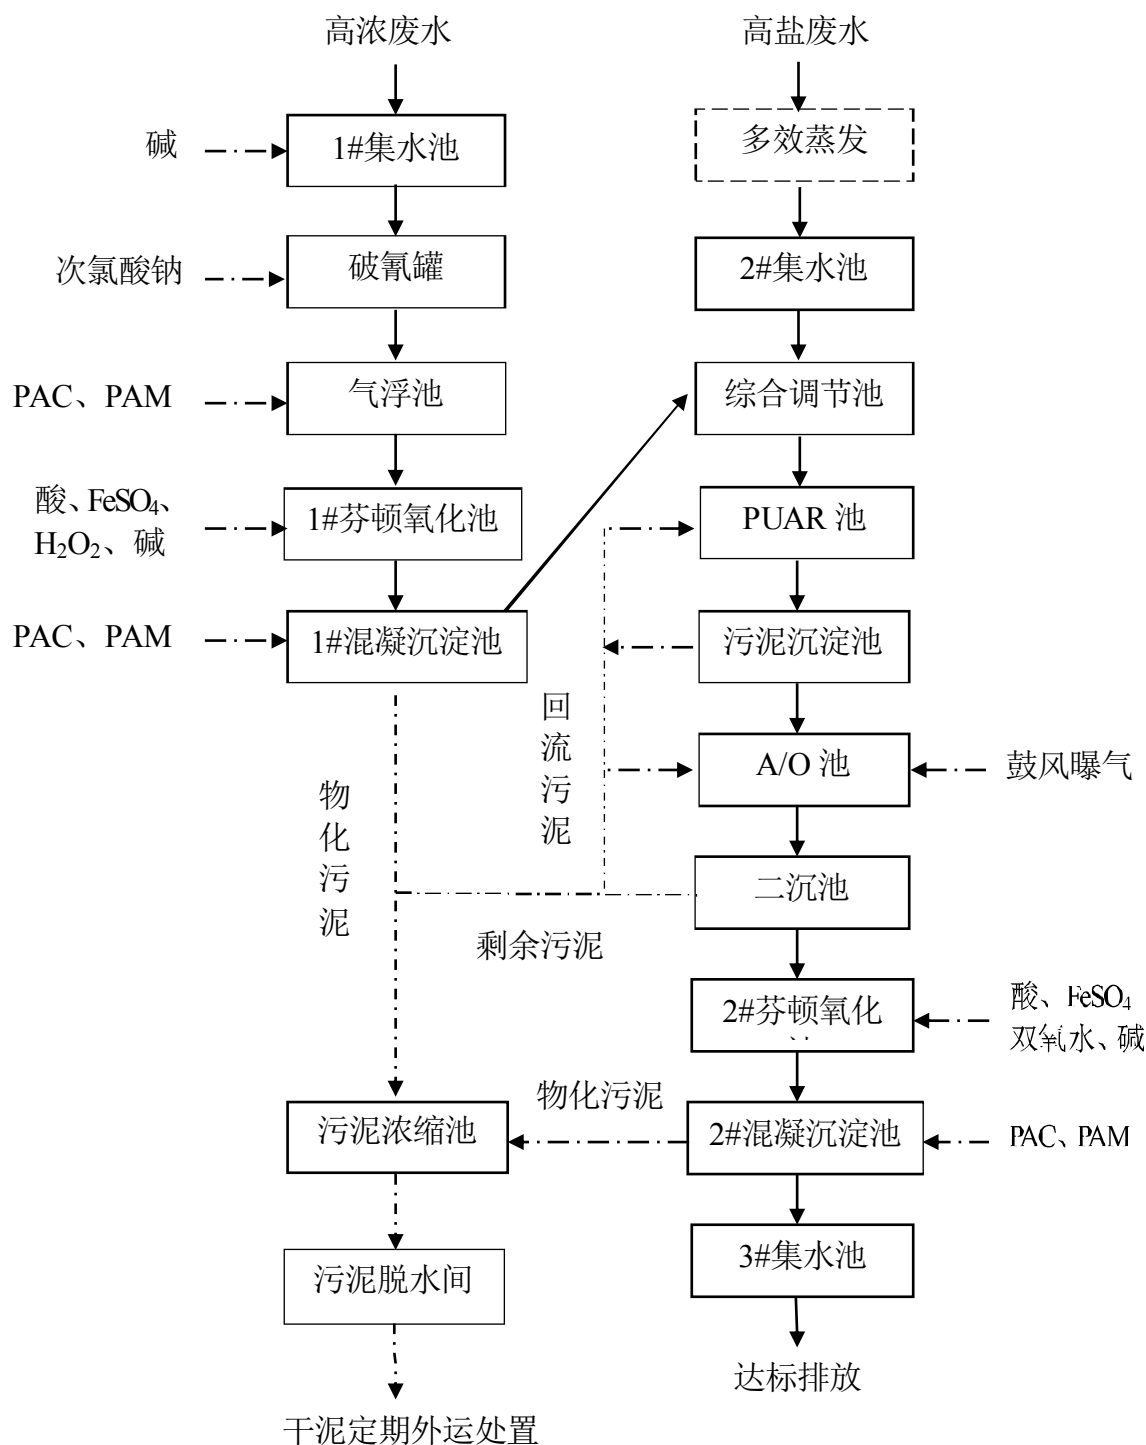 高浓废水
高盐废水
碱
1#集水池
多效蒸发
次氯酸钠
破氰罐
2#集水池
PAC、PAM
气浮池
综合调节池
酸、FeSO₄、
H₂O₂、碱
1#芬顿氧化池
PUAR 池
PAC、PAM
1#混凝沉淀池
污泥沉淀池
回
流
污
泥
A/O 池
鼓风曝气
物
化
污
泥
二沉池
剩余污泥
2#芬顿氧化
酸、FeSO₄
双氧水、碱
物化污泥
污泥浓缩池
2#混凝沉淀池
PAC、PAM
污泥脱水间
3#集水池
达标排放
干泥定期外运处置